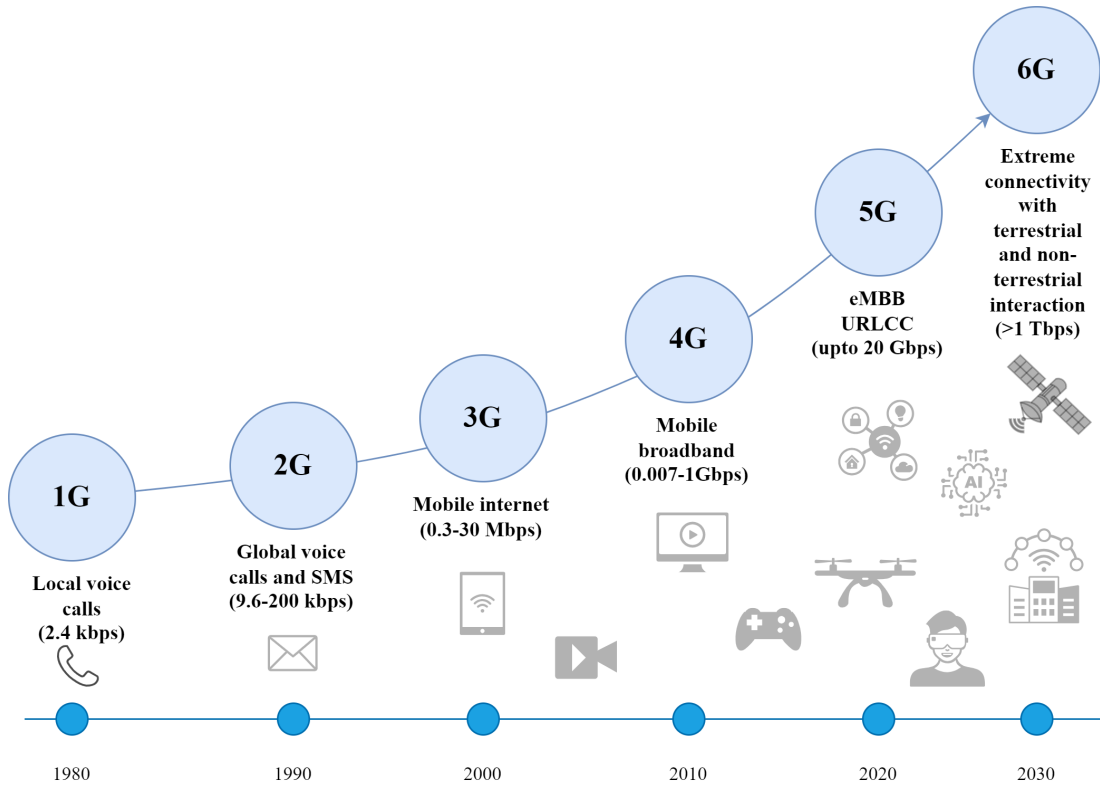 1G
Local voice
calls
(2.4 kbps)
2G
Global voice
calls and SMS
(9.6-200 kbps)
3G
Mobile internet
(0.3-30 Mbps)
4G
Mobile
broadband
(0.007-1Gbps)
5G
eMBB
URLCC
(upto 20 Gbps)
6G
Extreme
connectivity
with
terrestrial
and non-
terrestrial
interaction
(>1 Tbps)
AI
1980
1990
2000
2010
2020
2030